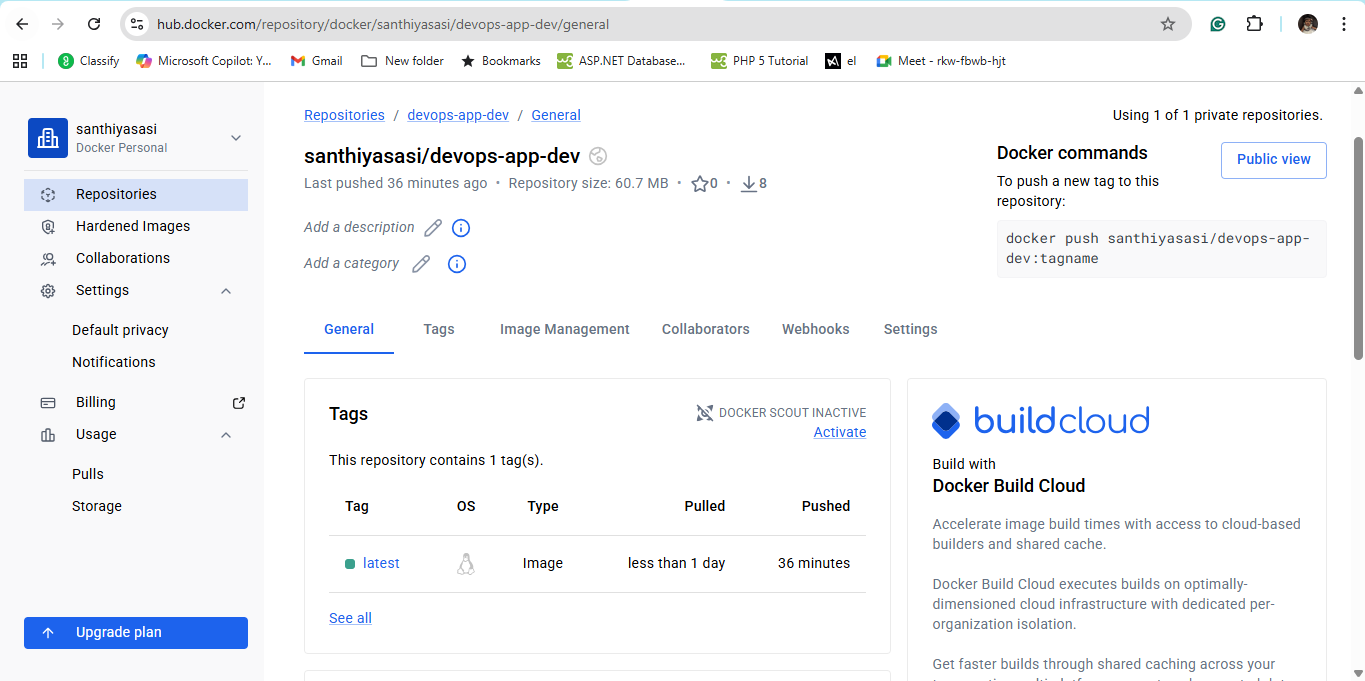 hub.docker.com/repository/docker/santhiyasasi/devops-app-dev/general
Classify
Microsoft Copilot: Y...
Gmail
New folder
Bookmarks
ASP.NET Database...
PHP 5 Tutorial
el
Meet - rkw-fbwb-hjt
santhiyasasi
Docker Personal
Repositories
Hardened Images
Collaborations
Settings
Default privacy
Notifications
Billing
Usage
Pulls
Storage
Upgrade plan
Repositories / devops-app-dev / General
Using 1 of 1 private repositories.
santhiyasasi/devops-app-dev
Last pushed 36 minutes ago • Repository size: 60.7 MB • 0 • 8
Add a description
Add a category
Docker commands
Public view
To push a new tag to this
repository:
docker push santhiyasasi/devops-app-
dev:tagname
General Tags Image Management Collaborators Webhooks Settings
Tags
DOCKER SCOUT INACTIVE
Activate
This repository contains 1 tag(s).
Tag OS Type Pulled Pushed
latest Image less than 1 day 36 minutes
See all
buildcloud
Build with
Docker Build Cloud
Accelerate image build times with access to cloud-based
builders and shared cache.
Docker Build Cloud executes builds on optimally-
dimensioned cloud infrastructure with dedicated per-
organization isolation.
Get faster builds through shared caching across your